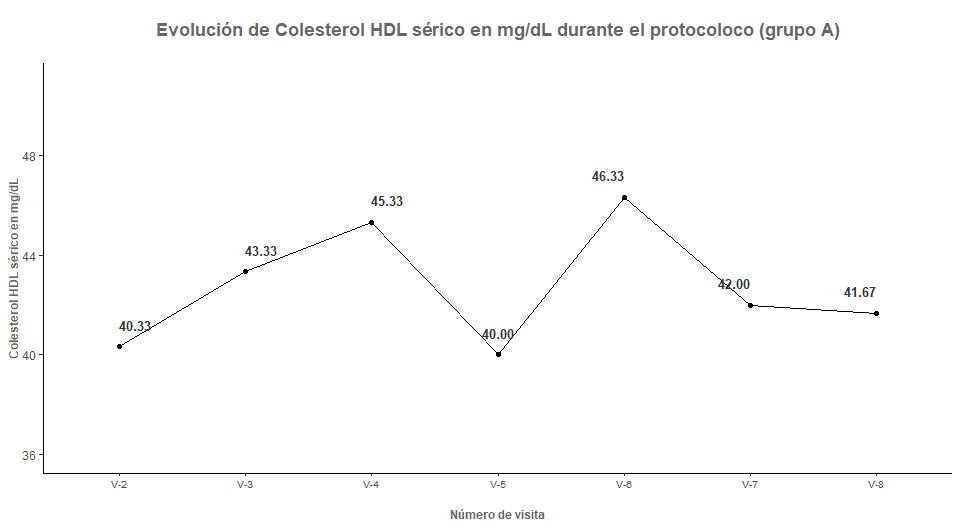 Evolución de Colesterol HDL sérico en mg/dL durante el protocoloco (grupo A)
Colesterol HDL sérico en mg/dL
48
44
40
36
40.33
43.33
45.33
40.00
46.33
42.00
41.67
V-2 V-3 V-4 V-5 V-6 V-7 V-8
Número de visita